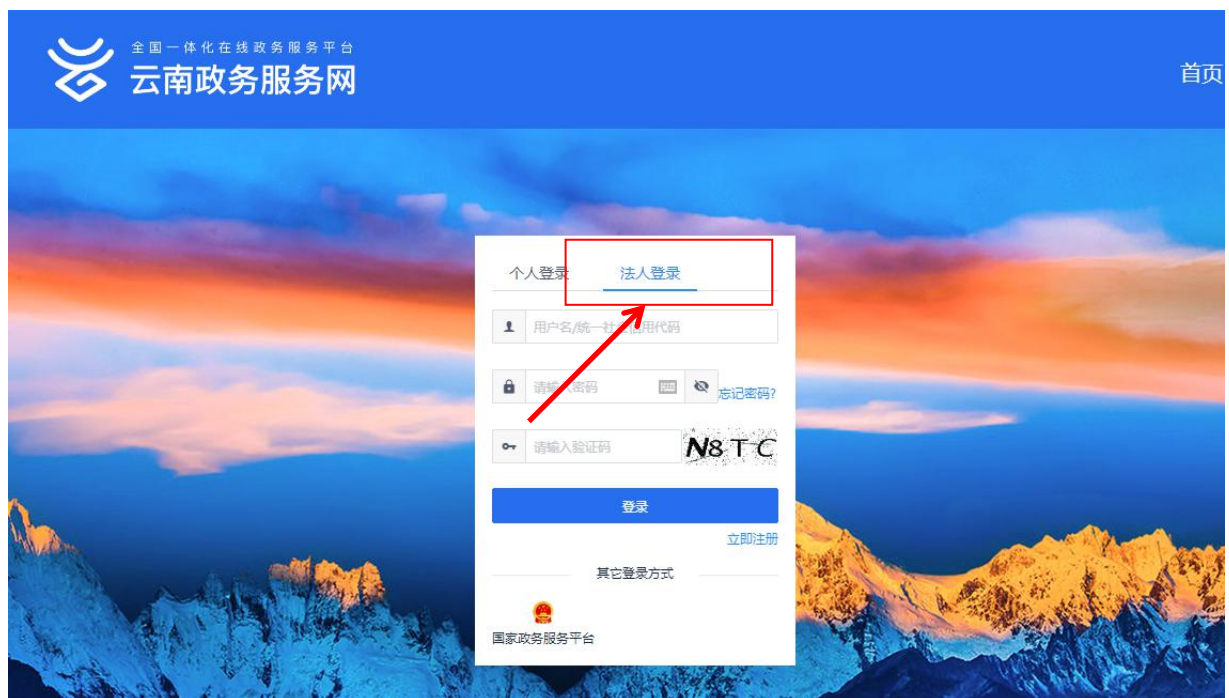 全国一体化在线政务服务平台
云南政务服务网
首页
个人登录 法人登录
用户名/统一社会信用代码
请输入密码
忘记密码?
请输入验证码 N8TC
登录
立即注册
其它登录方式
国家政务服务平台